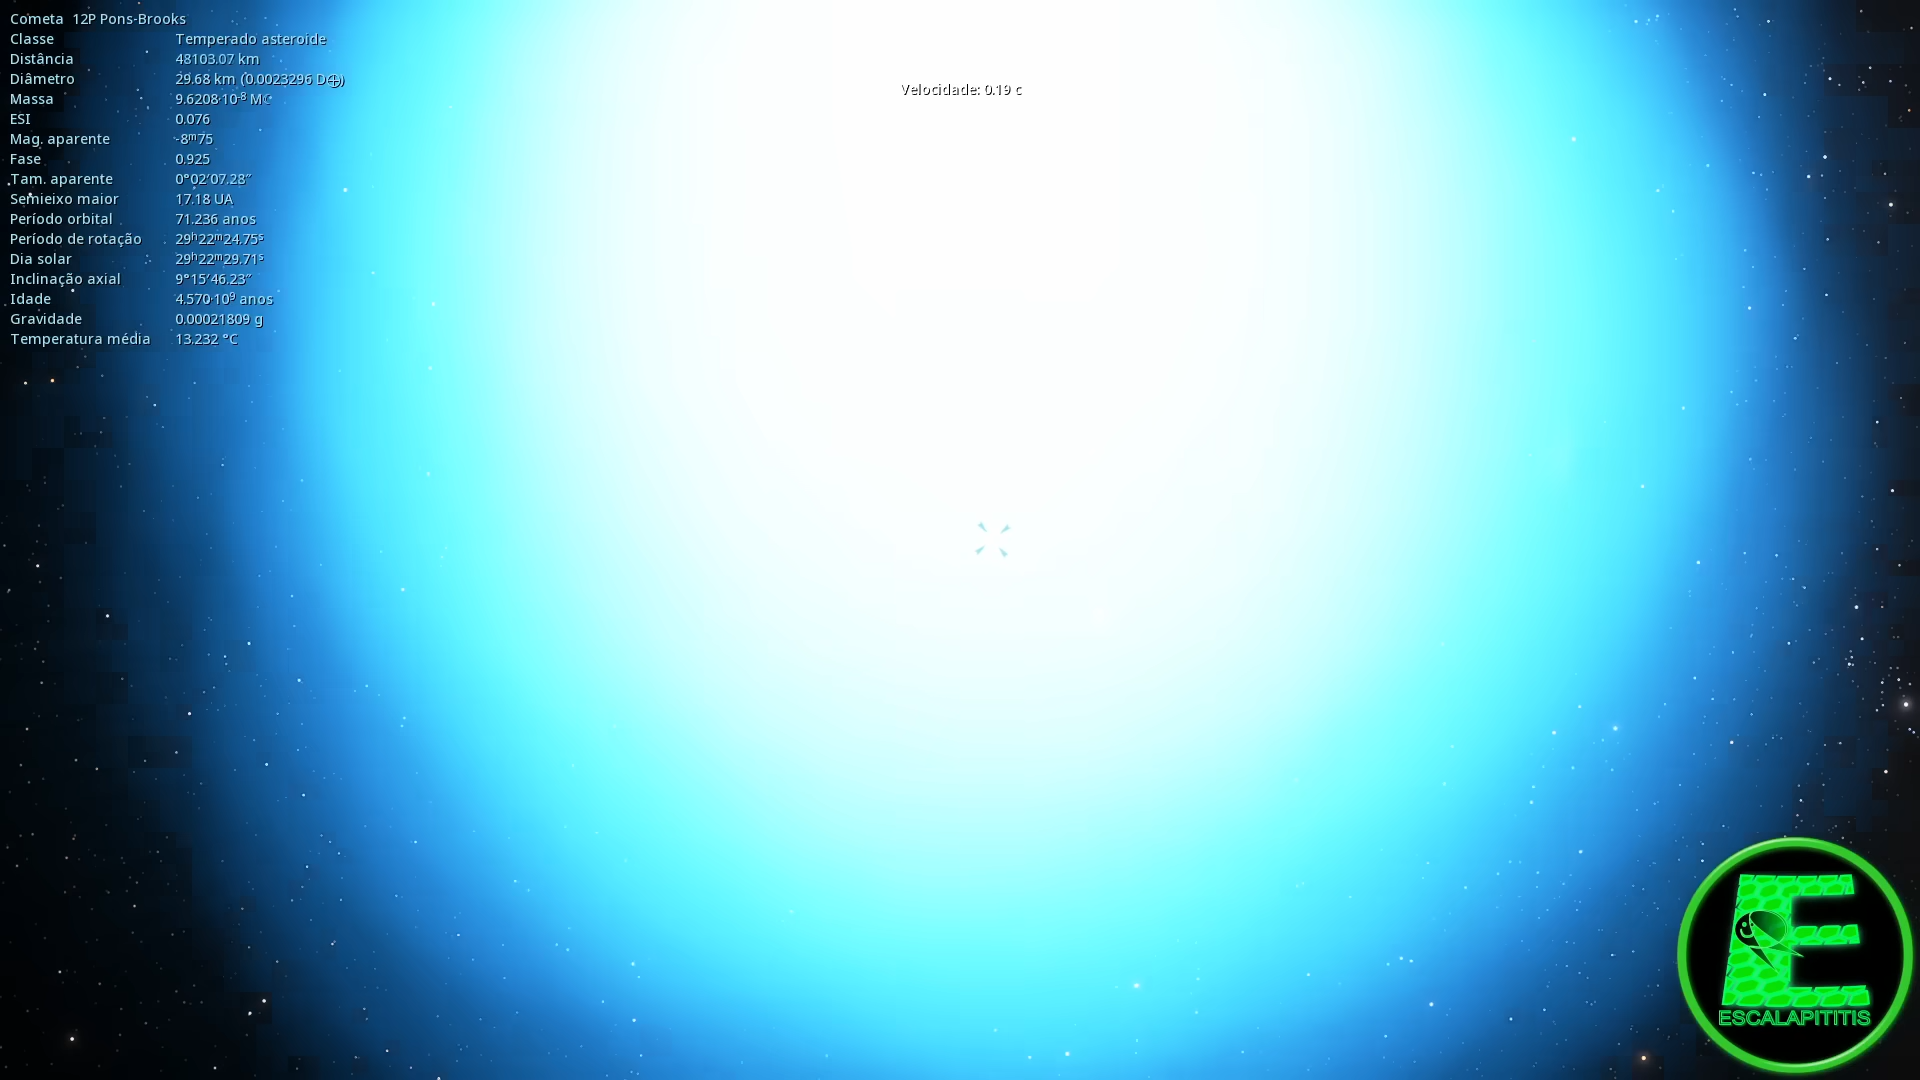 Cometa 12P Pons-Brooks
Classe Temperado asteroide
Distância 48103.07 km
Diâmetro 29.68 km (0.0023296 D⊕)
Massa 9.6208·10⁻⁸ M☾
ESI 0.076
Mag. aparente -8ᵐ75
Fase 0.925
Tam. aparente 0°02′07.28″
Semieixo maior 17.18 UA
Período orbital 71.236 anos
Período de rotação 29ʰ22ᵐ24.75ˢ
Dia solar 29ʰ22ᵐ29.71ˢ
Inclinação axial 9°15′46.23″
Idade 4.570·10⁹ anos
Gravidade 0.00021809 g
Temperatura média 13.232 °C
Velocidade: 0.19 c
E
ESCALAPITITIS